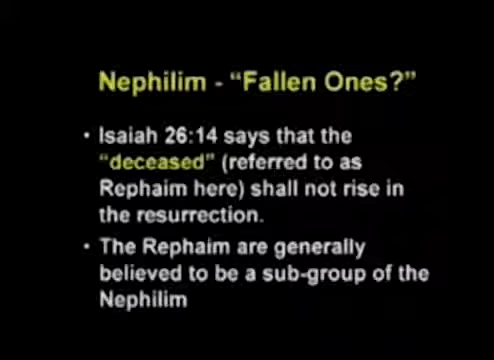 Nephilim - “Fallen Ones?”
• Isaiah 26:14 says that the
“deceased” (referred to as
Rephaim here) shall not rise in
the resurrection.
• The Rephaim are generally
believed to be a sub-group of the
Nephilim